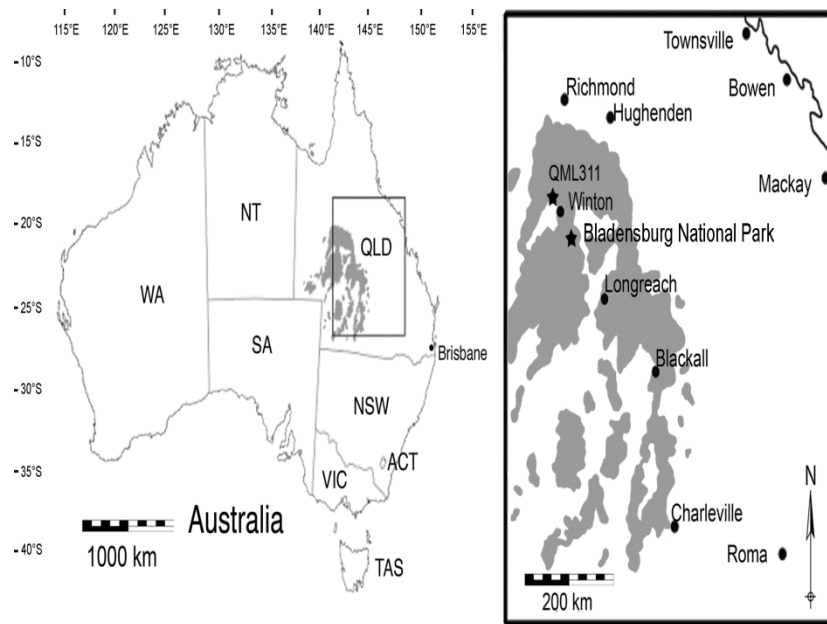 115°E 120°E 125°E 130°E 135°E 140°E 145°E 150°E 155°E
-10°S
-15°S
-20°S
-25°S
-30°S
-35°S
-40°S
NT
QLD
WA
SA
Brisbane
NSW
ACT
VIC
TAS
Australia
1000 km
Townsville
Bowen
Richmond
Hughenden
Mackay
QML311
Winton
Bladensburg National Park
Longreach
Blackall
Charleville
Roma
N
200 km